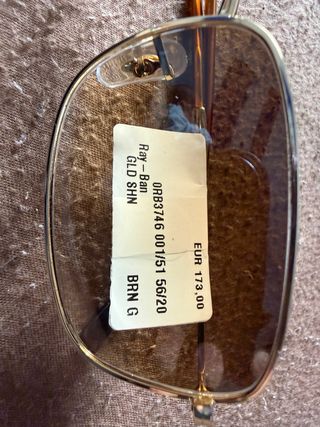 EUR 173,00
0RB3746 001/51 56/20
Ray-Ban
GLD SHN BRN G